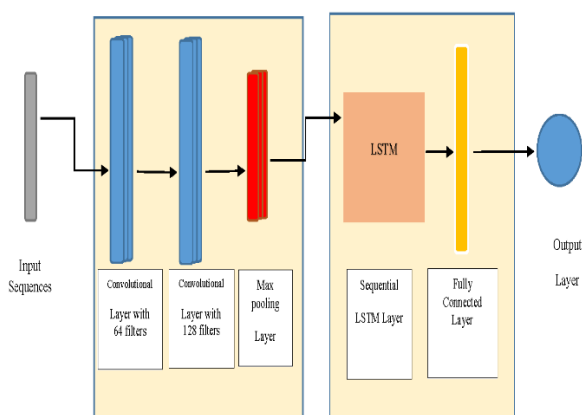 LSTM
Input
Sequences
Convolutional
Layer with
64 filters
Convolutional
Layer with
128 filters
Max
pooling
Layer
Sequential
LSTM Layer
Fully
Connected
Layer
Output
Layer